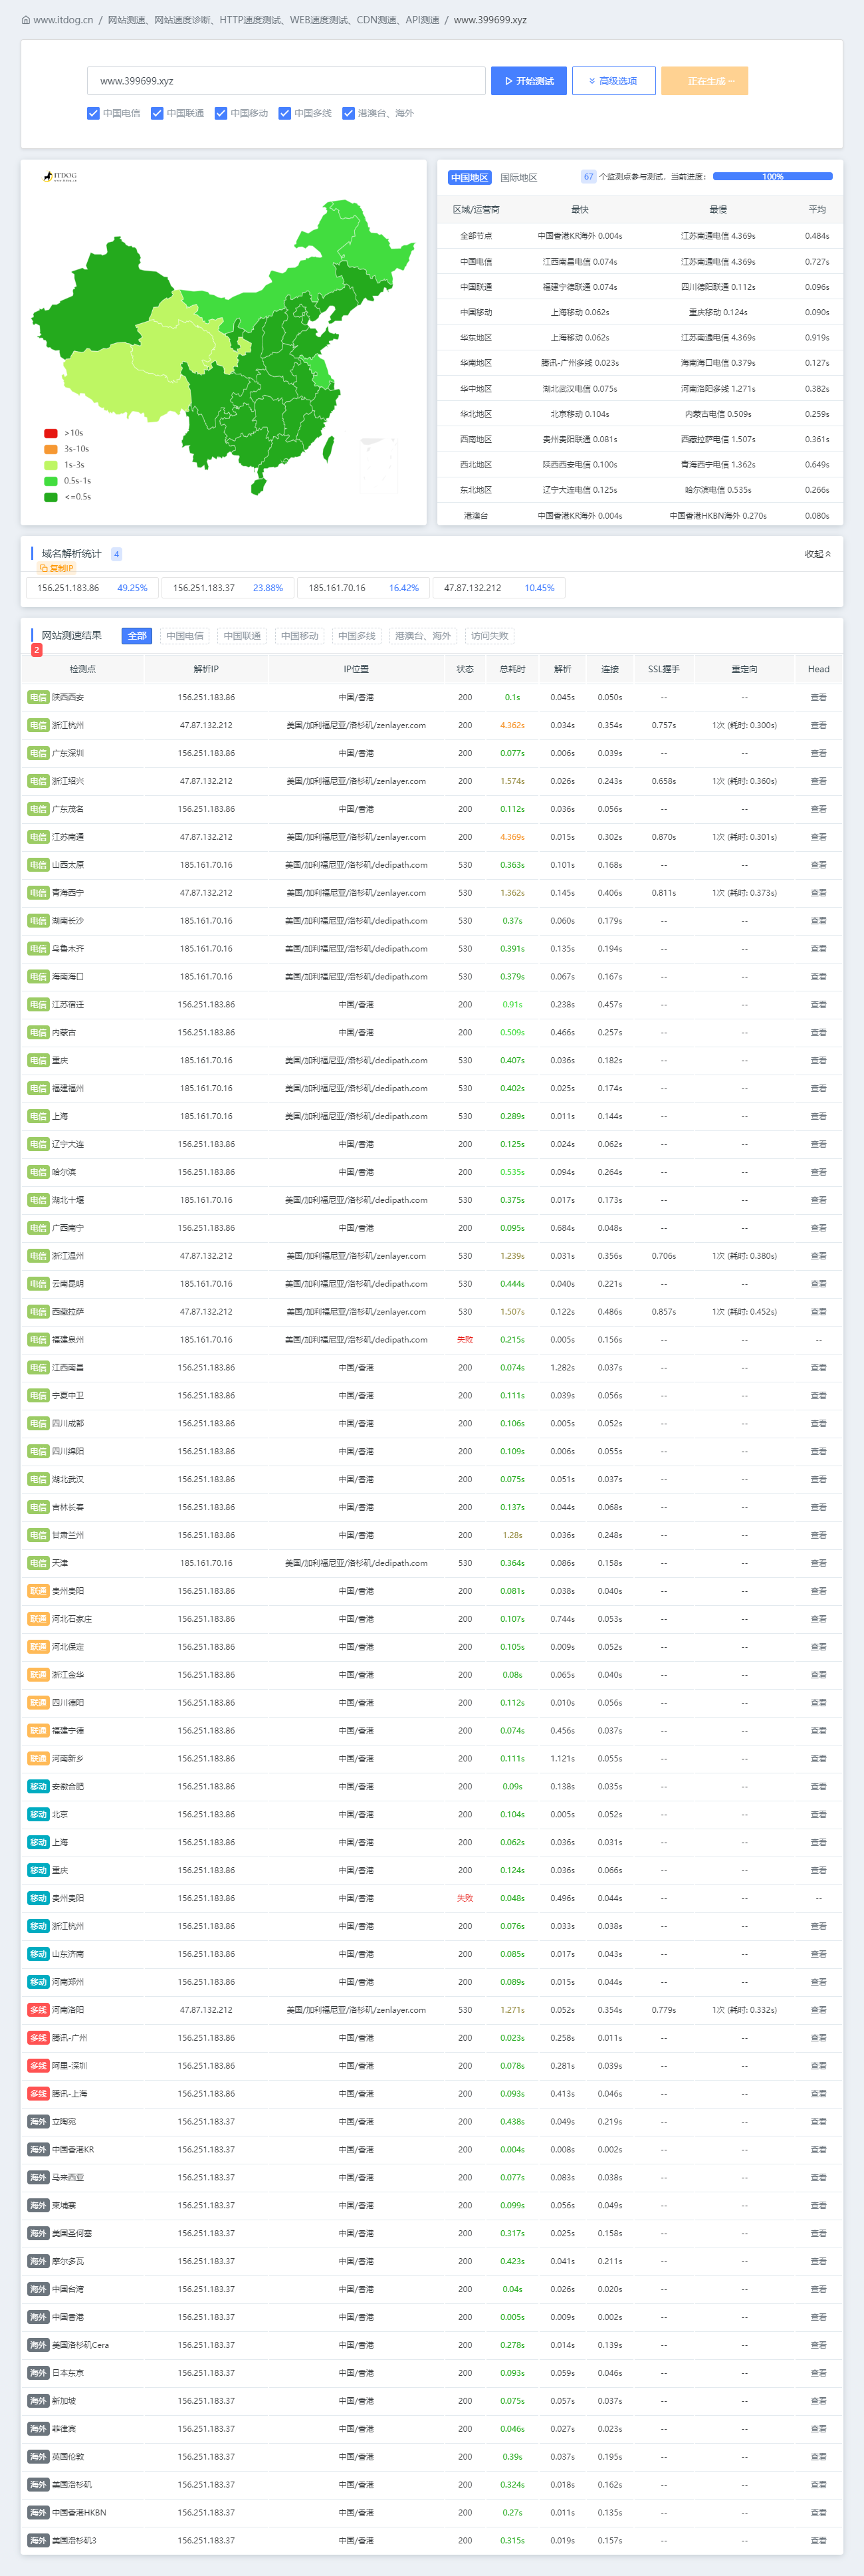 www.itdog.cn / 网站测速、网站速度诊断、HTTP速度测试、WEB速度测试、CDN测速、API测速 / www.399699.xyz
www.399699.xyz 开始测试 高级选项 正在生成 ···
中国电信 中国联通 中国移动 中国多线 港澳台、海外
ITDOG
中国地区 国际地区 67 个监测点参与测试，当前进度： 100%
区域/运营商 最快 最慢 平均
全部节点 中国香港KR海外 0.004s 江苏南通电信 4.369s 0.484s
中国电信 江西南昌电信 0.074s 江苏南通电信 4.369s 0.727s
中国联通 福建宁德联通 0.074s 四川德阳联通 0.112s 0.096s
中国移动 上海移动 0.062s 重庆移动 0.124s 0.090s
华东地区 上海移动 0.062s 江苏南通电信 4.369s 0.919s
华南地区 腾讯-广州多线 0.023s 海南海口电信 0.379s 0.127s
华中地区 湖北武汉电信 0.075s 河南洛阳多线 1.271s 0.382s
华北地区 北京移动 0.104s 内蒙古电信 0.509s 0.259s
西南地区 贵州贵阳联通 0.081s 西藏拉萨电信 1.507s 0.361s
西北地区 陕西西安电信 0.100s 青海西宁电信 1.362s 0.649s
东北地区 辽宁大连电信 0.125s 哈尔滨电信 0.535s 0.266s
港澳台 中国香港KR海外 0.004s 中国香港HKBN海外 0.270s 0.080s
>10s
3s-10s
1s-3s
0.5s-1s
<=0.5s
域名解析统计 4 收起
复制IP
156.251.183.86 49.25% 156.251.183.37 23.88% 185.161.70.16 16.42% 47.87.132.212 10.45%
网站测速结果 全部 中国电信 中国联通 中国移动 中国多线 港澳台、海外 访问失败
2
检测点 解析IP IP位置 状态 总耗时 解析 连接 SSL握手 重定向 Head
电信 陕西西安 156.251.183.86 中国/香港 200 0.1s 0.045s 0.050s -- -- 查看
电信 浙江杭州 47.87.132.212 美国/加利福尼亚/洛杉矶/zenlayer.com 200 4.362s 0.034s 0.354s 0.757s 1次 (耗时: 0.300s) 查看
电信 广东深圳 156.251.183.86 中国/香港 200 0.077s 0.006s 0.039s -- -- 查看
电信 浙江绍兴 47.87.132.212 美国/加利福尼亚/洛杉矶/zenlayer.com 200 1.574s 0.026s 0.243s 0.658s 1次 (耗时: 0.360s) 查看
电信 广东茂名 156.251.183.86 中国/香港 200 0.112s 0.036s 0.056s -- -- 查看
电信 江苏南通 47.87.132.212 美国/加利福尼亚/洛杉矶/zenlayer.com 200 4.369s 0.015s 0.302s 0.870s 1次 (耗时: 0.301s) 查看
电信 山西太原 185.161.70.16 美国/加利福尼亚/洛杉矶/dedipath.com 530 0.363s 0.101s 0.168s -- -- 查看
电信 青海西宁 47.87.132.212 美国/加利福尼亚/洛杉矶/zenlayer.com 530 1.362s 0.145s 0.406s 0.811s 1次 (耗时: 0.373s) 查看
电信 湖南长沙 185.161.70.16 美国/加利福尼亚/洛杉矶/dedipath.com 530 0.37s 0.060s 0.179s -- -- 查看
电信 乌鲁木齐 185.161.70.16 美国/加利福尼亚/洛杉矶/dedipath.com 530 0.391s 0.135s 0.194s -- -- 查看
电信 海南海口 185.161.70.16 美国/加利福尼亚/洛杉矶/dedipath.com 530 0.379s 0.067s 0.167s -- -- 查看
电信 江苏宿迁 156.251.183.86 中国/香港 200 0.91s 0.238s 0.457s -- -- 查看
电信 内蒙古 156.251.183.86 中国/香港 200 0.509s 0.466s 0.257s -- -- 查看
电信 重庆 185.161.70.16 美国/加利福尼亚/洛杉矶/dedipath.com 530 0.407s 0.036s 0.182s -- -- 查看
电信 福建福州 185.161.70.16 美国/加利福尼亚/洛杉矶/dedipath.com 530 0.402s 0.025s 0.174s -- -- 查看
电信 上海 185.161.70.16 美国/加利福尼亚/洛杉矶/dedipath.com 530 0.289s 0.011s 0.144s -- -- 查看
电信 辽宁大连 156.251.183.86 中国/香港 200 0.125s 0.024s 0.062s -- -- 查看
电信 哈尔滨 156.251.183.86 中国/香港 200 0.535s 0.094s 0.264s -- -- 查看
电信 湖北十堰 185.161.70.16 美国/加利福尼亚/洛杉矶/dedipath.com 530 0.375s 0.017s 0.173s -- -- 查看
电信 广西南宁 156.251.183.86 中国/香港 200 0.095s 0.684s 0.048s -- -- 查看
电信 浙江温州 47.87.132.212 美国/加利福尼亚/洛杉矶/zenlayer.com 530 1.239s 0.031s 0.356s 0.706s 1次 (耗时: 0.380s) 查看
电信 云南昆明 185.161.70.16 美国/加利福尼亚/洛杉矶/dedipath.com 530 0.444s 0.040s 0.221s -- -- 查看
电信 西藏拉萨 47.87.132.212 美国/加利福尼亚/洛杉矶/zenlayer.com 530 1.507s 0.122s 0.486s 0.857s 1次 (耗时: 0.452s) 查看
电信 福建泉州 185.161.70.16 美国/加利福尼亚/洛杉矶/dedipath.com 失败 0.215s 0.005s 0.156s -- -- --
电信 江西南昌 156.251.183.86 中国/香港 200 0.074s 1.282s 0.037s -- -- 查看
电信 宁夏中卫 156.251.183.86 中国/香港 200 0.111s 0.039s 0.056s -- -- 查看
电信 四川成都 156.251.183.86 中国/香港 200 0.106s 0.005s 0.052s -- -- 查看
电信 四川绵阳 156.251.183.86 中国/香港 200 0.109s 0.006s 0.055s -- -- 查看
电信 湖北武汉 156.251.183.86 中国/香港 200 0.075s 0.051s 0.037s -- -- 查看
电信 吉林长春 156.251.183.86 中国/香港 200 0.137s 0.044s 0.068s -- -- 查看
电信 甘肃兰州 156.251.183.86 中国/香港 200 1.28s 0.036s 0.248s -- -- 查看
电信 天津 185.161.70.16 美国/加利福尼亚/洛杉矶/dedipath.com 530 0.364s 0.086s 0.158s -- -- 查看
联通 贵州贵阳 156.251.183.86 中国/香港 200 0.081s 0.038s 0.040s -- -- 查看
联通 河北石家庄 156.251.183.86 中国/香港 200 0.107s 0.744s 0.053s -- -- 查看
联通 河北保定 156.251.183.86 中国/香港 200 0.105s 0.009s 0.052s -- -- 查看
联通 浙江金华 156.251.183.86 中国/香港 200 0.08s 0.065s 0.040s -- -- 查看
联通 四川德阳 156.251.183.86 中国/香港 200 0.112s 0.010s 0.056s -- -- 查看
联通 福建宁德 156.251.183.86 中国/香港 200 0.074s 0.456s 0.037s -- -- 查看
联通 河南新乡 156.251.183.86 中国/香港 200 0.111s 1.121s 0.055s -- -- 查看
移动 安徽合肥 156.251.183.86 中国/香港 200 0.09s 0.138s 0.035s -- -- 查看
移动 北京 156.251.183.86 中国/香港 200 0.104s 0.005s 0.052s -- -- 查看
移动 上海 156.251.183.86 中国/香港 200 0.062s 0.036s 0.031s -- -- 查看
移动 重庆 156.251.183.86 中国/香港 200 0.124s 0.036s 0.066s -- -- 查看
移动 贵州贵阳 156.251.183.86 中国/香港 失败 0.048s 0.496s 0.044s -- -- --
移动 浙江杭州 156.251.183.86 中国/香港 200 0.076s 0.033s 0.038s -- -- 查看
移动 山东济南 156.251.183.86 中国/香港 200 0.085s 0.017s 0.043s -- -- 查看
移动 河南郑州 156.251.183.86 中国/香港 200 0.089s 0.015s 0.044s -- -- 查看
多线 河南洛阳 47.87.132.212 美国/加利福尼亚/洛杉矶/zenlayer.com 530 1.271s 0.052s 0.354s 0.779s 1次 (耗时: 0.332s) 查看
多线 腾讯-广州 156.251.183.86 中国/香港 200 0.023s 0.258s 0.011s -- -- 查看
多线 阿里-深圳 156.251.183.86 中国/香港 200 0.078s 0.281s 0.039s -- -- 查看
多线 腾讯-上海 156.251.183.86 中国/香港 200 0.093s 0.413s 0.046s -- -- 查看
海外 立陶宛 156.251.183.37 中国/香港 200 0.438s 0.049s 0.219s -- -- 查看
海外 中国香港KR 156.251.183.37 中国/香港 200 0.004s 0.008s 0.002s -- -- 查看
海外 马来西亚 156.251.183.37 中国/香港 200 0.077s 0.083s 0.038s -- -- 查看
海外 柬埔寨 156.251.183.37 中国/香港 200 0.099s 0.056s 0.049s -- -- 查看
海外 美国圣何塞 156.251.183.37 中国/香港 200 0.317s 0.025s 0.158s -- -- 查看
海外 摩尔多瓦 156.251.183.37 中国/香港 200 0.423s 0.041s 0.211s -- -- 查看
海外 中国台湾 156.251.183.37 中国/香港 200 0.04s 0.026s 0.020s -- -- 查看
海外 中国香港 156.251.183.37 中国/香港 200 0.005s 0.009s 0.002s -- -- 查看
海外 美国洛杉矶Cera 156.251.183.37 中国/香港 200 0.278s 0.014s 0.139s -- -- 查看
海外 日本东京 156.251.183.37 中国/香港 200 0.093s 0.059s 0.046s -- -- 查看
海外 新加坡 156.251.183.37 中国/香港 200 0.075s 0.057s 0.037s -- -- 查看
海外 菲律宾 156.251.183.37 中国/香港 200 0.046s 0.027s 0.023s -- -- 查看
海外 英国伦敦 156.251.183.37 中国/香港 200 0.39s 0.037s 0.195s -- -- 查看
海外 美国洛杉矶 156.251.183.37 中国/香港 200 0.324s 0.018s 0.162s -- -- 查看
海外 中国香港HKBN 156.251.183.37 中国/香港 200 0.27s 0.011s 0.135s -- -- 查看
海外 美国洛杉矶3 156.251.183.37 中国/香港 200 0.315s 0.019s 0.157s -- -- 查看